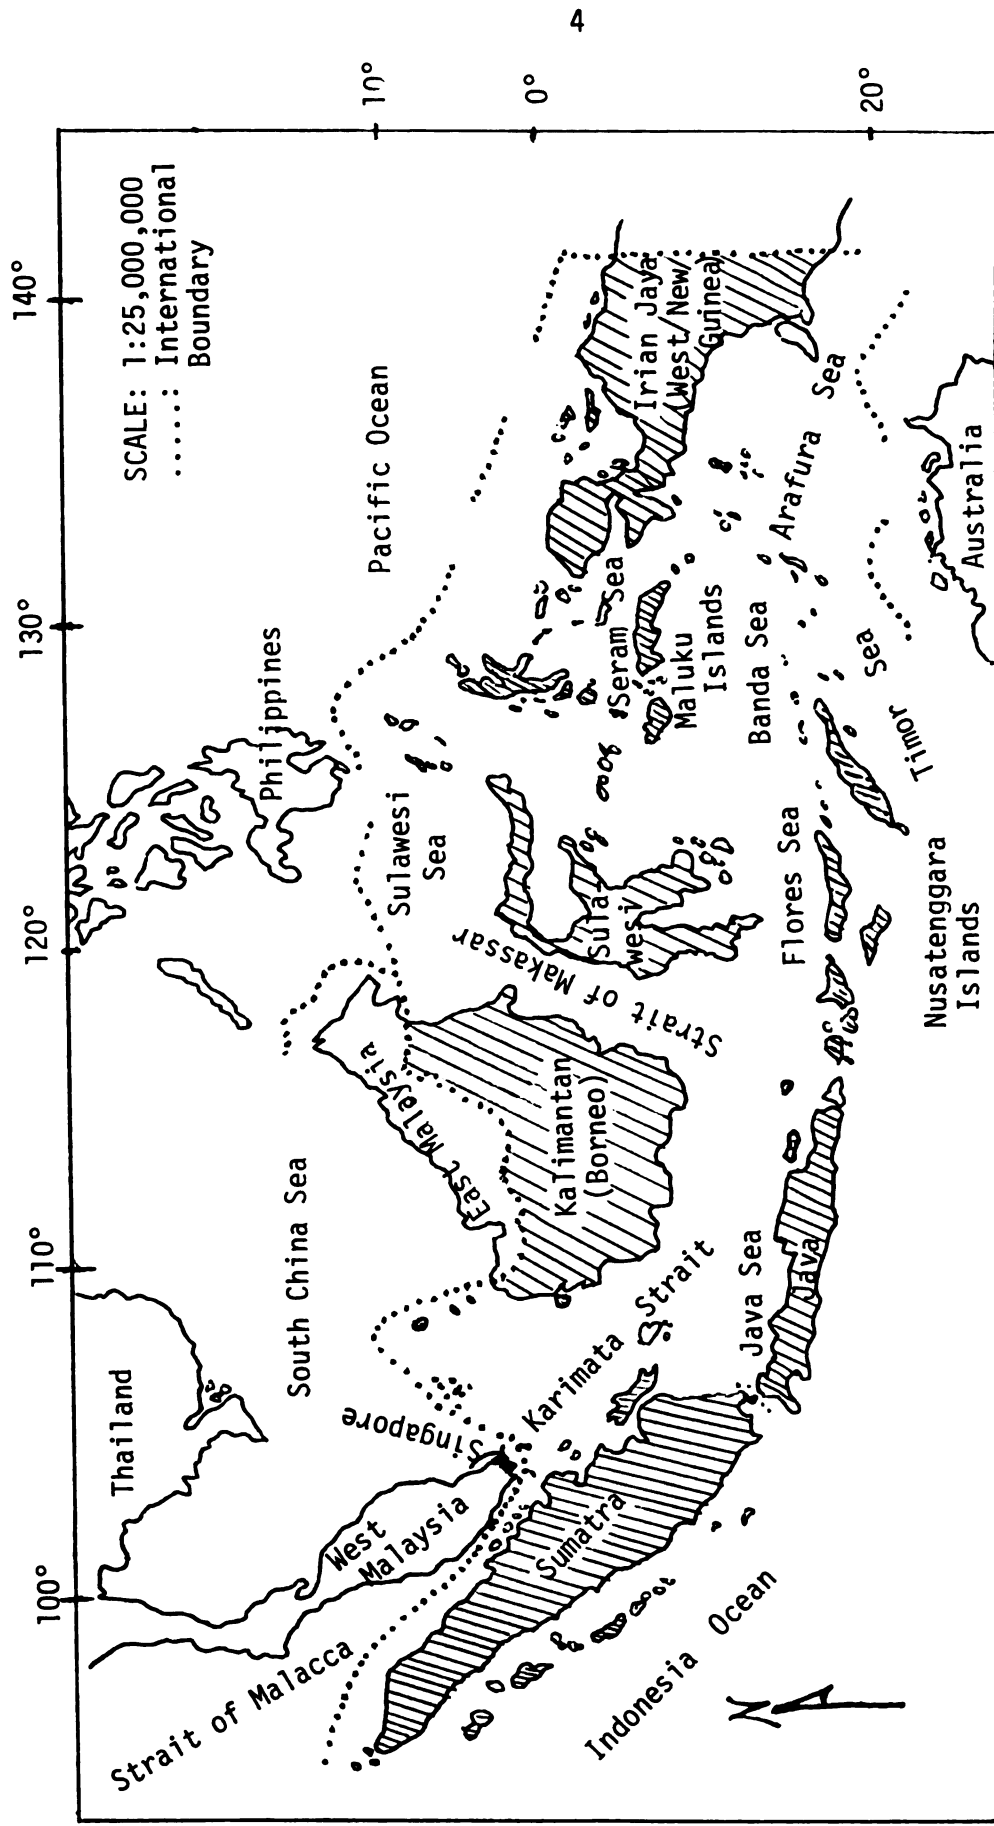 4
100°
110°
120°
130°
140°
SCALE: 1:25,000,000
.....: International
Boundary
10°
0°
20°
Thailand
Philippines
South China Sea
Pacific Ocean
Strait of Malacca
West
Malaysia
Singapore
East Malaysia
Sulawesi
Sea
Strait of Makassar
Karimata Strait
Kalimantan
(Borneo)
Sumatra
Sula-
wesi
Seram Sea
Maluku
Islands
Irian Jaya
(West New
Guinea)
Indonesia Ocean
Java Sea
Java
Flores Sea
Banda Sea
Arafura
Sea
Timor
Sea
Nusatenggara
Islands
Australia
N